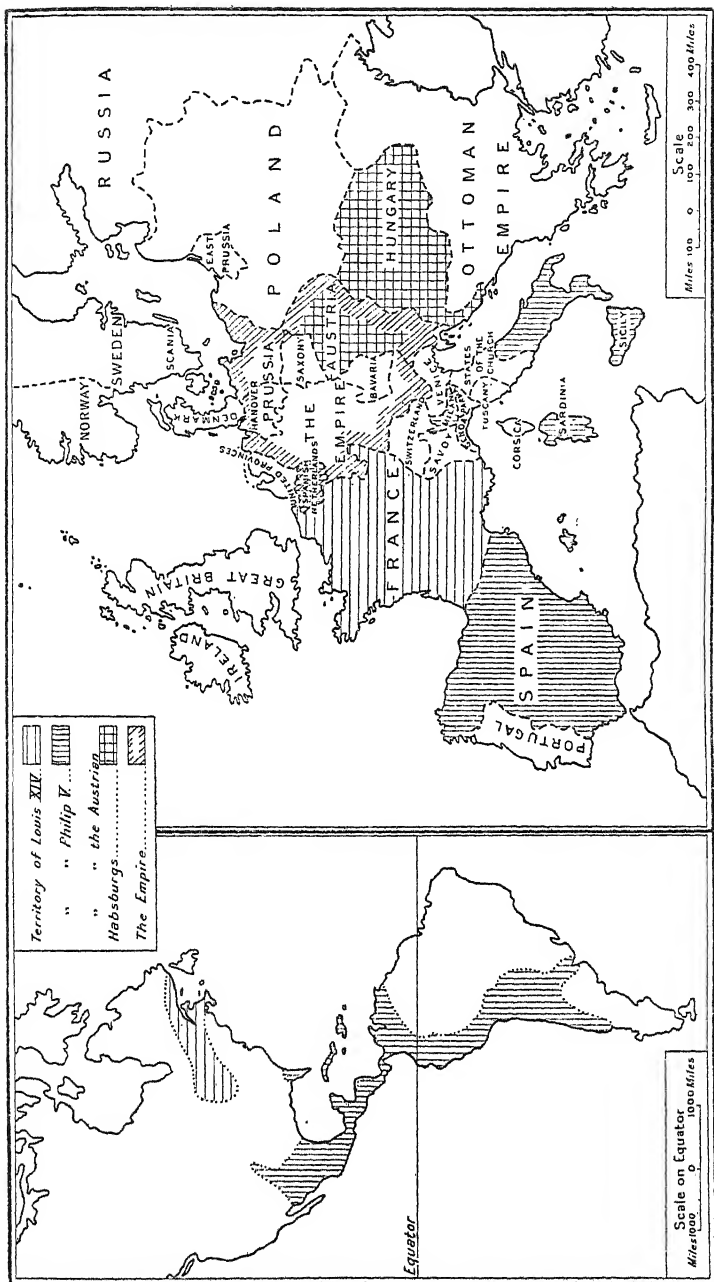 Territory of Louis XIV
" " Philip V
" " the Austrian
Habsburgs
The Empire
Equator
Scale on Equator
Miles 1000 0 1000 Miles
RUSSIA
NORWAY
SWEDEN
SCANIA
DENMARK
EAST
PRUSSIA
POLAND
IRELAND
GREAT BRITAIN
UNITED PROVINCES
SPANISH
NETHERLANDS
HANOVER
PRUSSIA
SAXONY
THE
EMPIRE
BAVARIA
AUSTRIA
HUNGARY
FRANCE
SWITZERLAND
SAVOY
TUSCANY
STATES
OF THE
CHURCH
OTTOMAN
EMPIRE
CORSICA
SARDINIA
SICILY
PORTUGAL
SPAIN
Scale
Miles 100 0 100 200 300 400 Miles